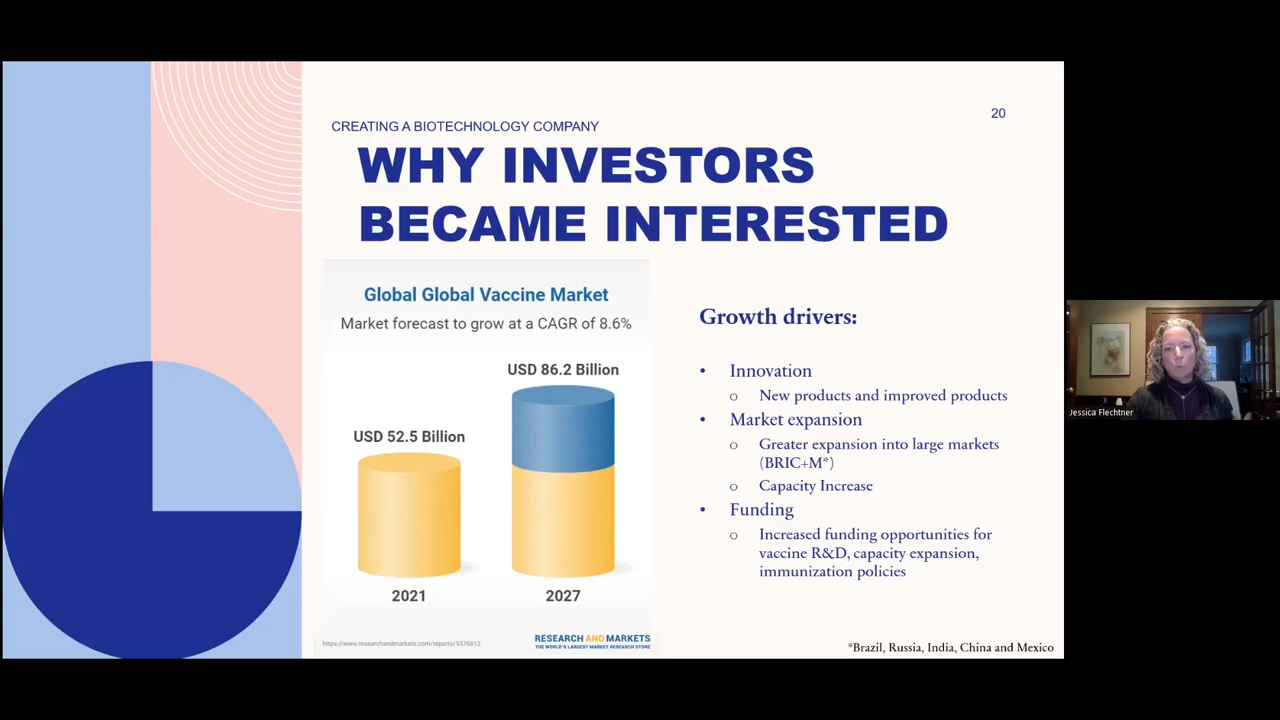 20
CREATING A BIOTECHNOLOGY COMPANY
WHY INVESTORS
BECAME INTERESTED
Global Global Vaccine Market
Market forecast to grow at a CAGR of 8.6%
USD 86.2 Billion
USD 52.5 Billion
2021
2027
https://www.researchandmarkets.com/reports/5576812
RESEARCH AND MARKETS
THE WORLD'S LARGEST MARKET RESEARCH STORE
Growth drivers:
• Innovation
o New products and improved products
• Market expansion
o Greater expansion into large markets
(BRIC+M*)
o Capacity Increase
• Funding
o Increased funding opportunities for
vaccine R&D, capacity expansion,
immunization policies
*Brazil, Russia, India, China and Mexico
Jessica Flechtner